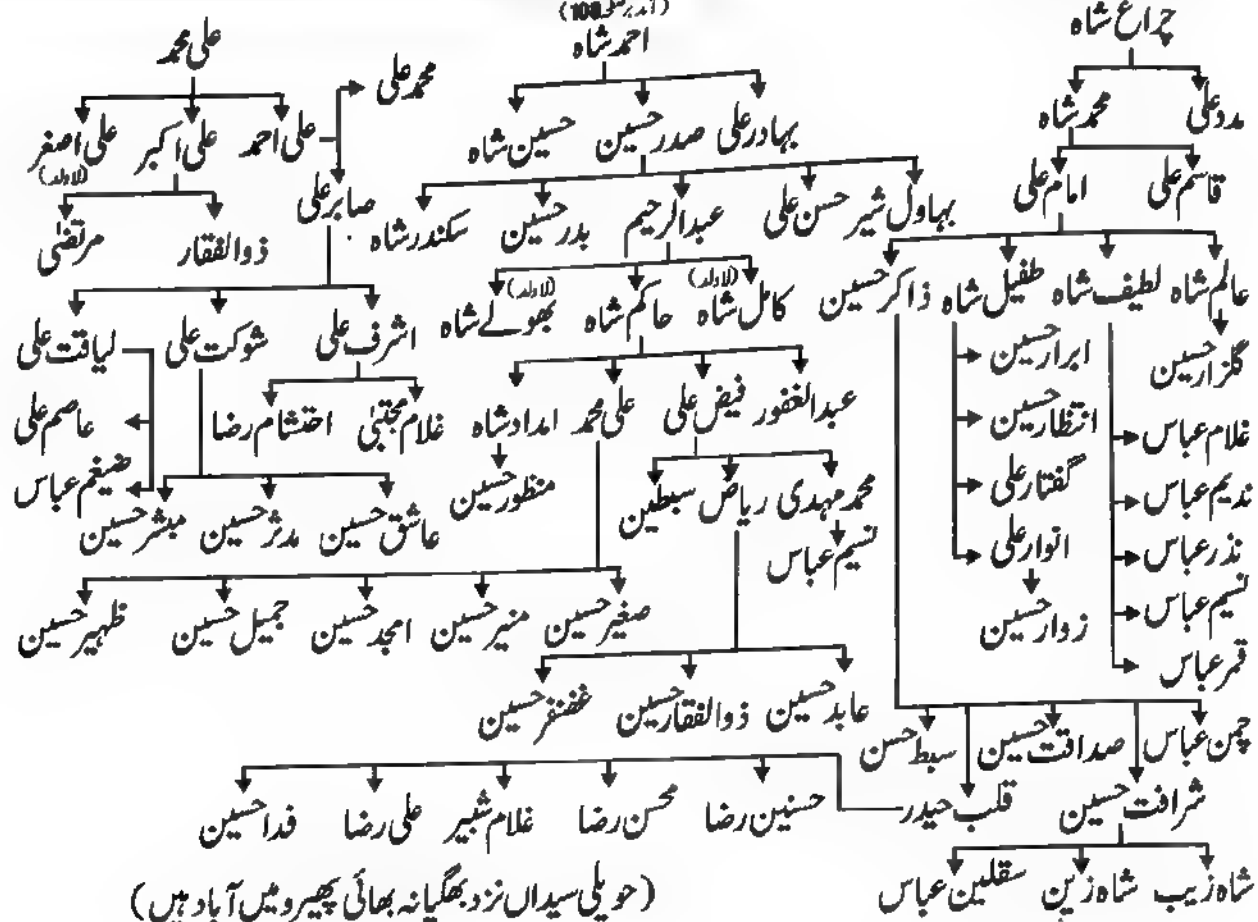 (آمدہ برصفحہ 100)
چراغ شاہ
احمد شاہ
علی محمد
مدد علی محمد شاہ
بہادر علی صدر حسین حسین شاہ
محمد علی
علی احمد علی اکبر علی اصغر
(لاولد)
قاسم علی امام علی
بہاول شیر حسن علی عبدالرحیم بدر حسین سکندر شاہ
صابر علی
ذوالفقار مرتضیٰ
عالم شاہ لطیف شاہ طفیل شاہ ذاکر حسین
کامل شاہ (لاولد) حاکم شاہ بھولے شاہ (لاولد)
اشرف علی شوکت علی لیاقت علی
گلزار حسین
ابرار حسین
انتظار حسین
گفتار علی
انوار علی
زوار حسین
غلام عباس
ندیم عباس
نذر عباس
نسیم عباس
قمر عباس
عبدالغفور فیض علی علی محمد امداد شاہ
منظور حسین
غلام مجتبیٰ احتشام رضا
عاصم علی
ضیغم عباس
محمد مہدی ریاض سبطین
نسیم عباس
عاشق حسین مدثر حسین مبشر حسین
صغیر حسین منیر حسین امجد حسین جمیل حسین ظہیر حسین
عابد حسین ذوالفقار حسین غضنفر حسین
چمن عباس صداقت حسین سبط حسن
شرافت حسین قلب حیدر
حسنین رضا محسن رضا غلام شبیر علی رضا فدا حسین
شاہ زیب شاہ زین سقلین عباس
(حویلی سیداں نزد بھگیانہ بھائی پھیرو میں آباد ہیں)